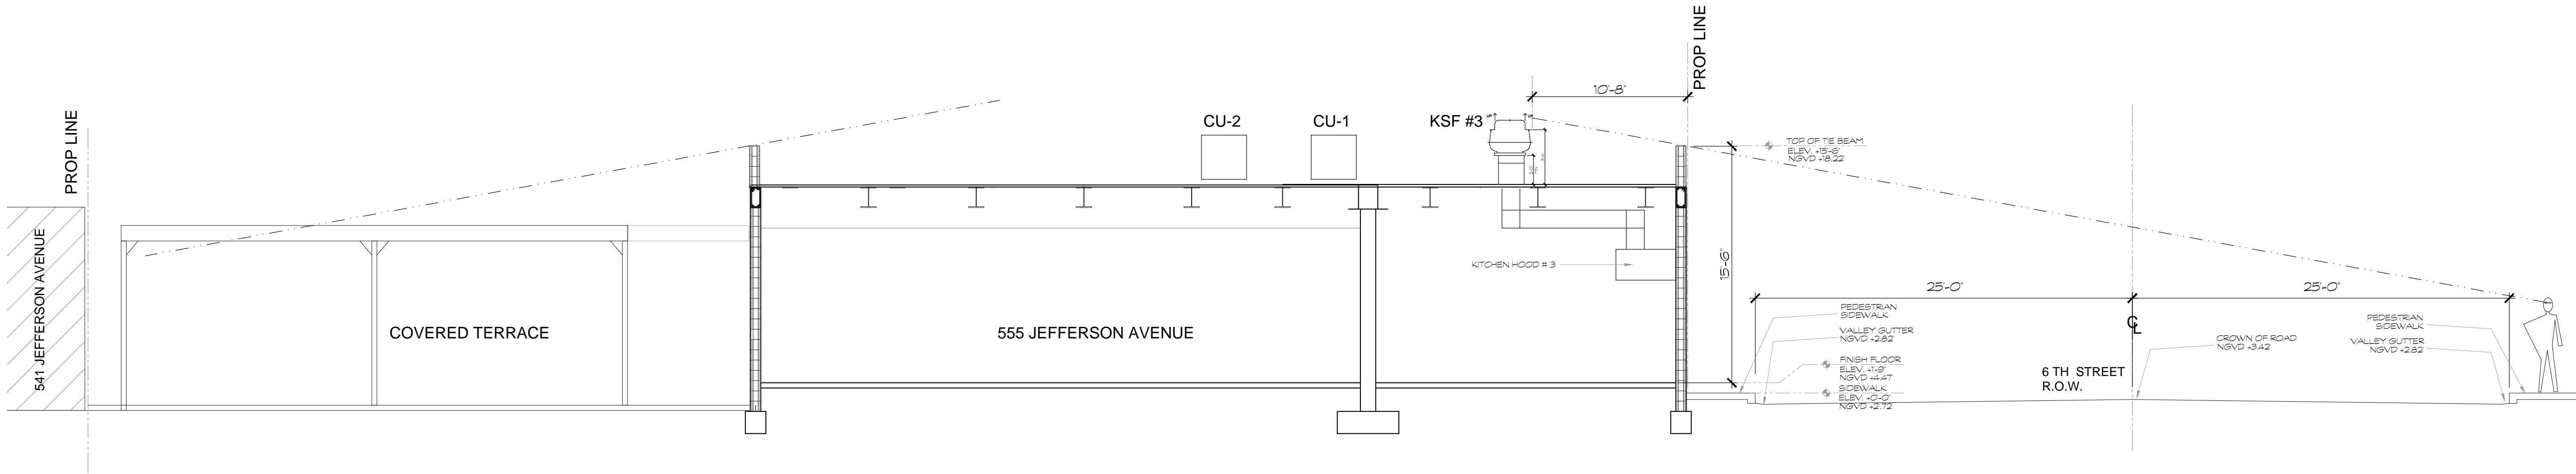 PROP LINE
541 JEFFERSON AVENUE
COVERED TERRACE
555 JEFFERSON AVENUE
CU-2
CU-1
KSF #3
10'-8"
PROP LINE
TOP OF TIE BEAM
ELEV. +15'-6"
NGVD +18.22'
KITCHEN HOOD # 3
15'-6"
25'-0"
25'-0"
PEDESTRIAN
SIDEWALK
VALLEY GUTTER
NGVD +2.82'
FINISH FLOOR
ELEV. +1'-9"
NGVD +4.47'
SIDEWALK
ELEV. +0'-0"
NGVD +2.72'
CL
6 TH STREET
R.O.W.
CROWN OF ROAD
NGVD +3.42'
PEDESTRIAN
SIDEWALK
VALLEY GUTTER
NGVD +2.82'